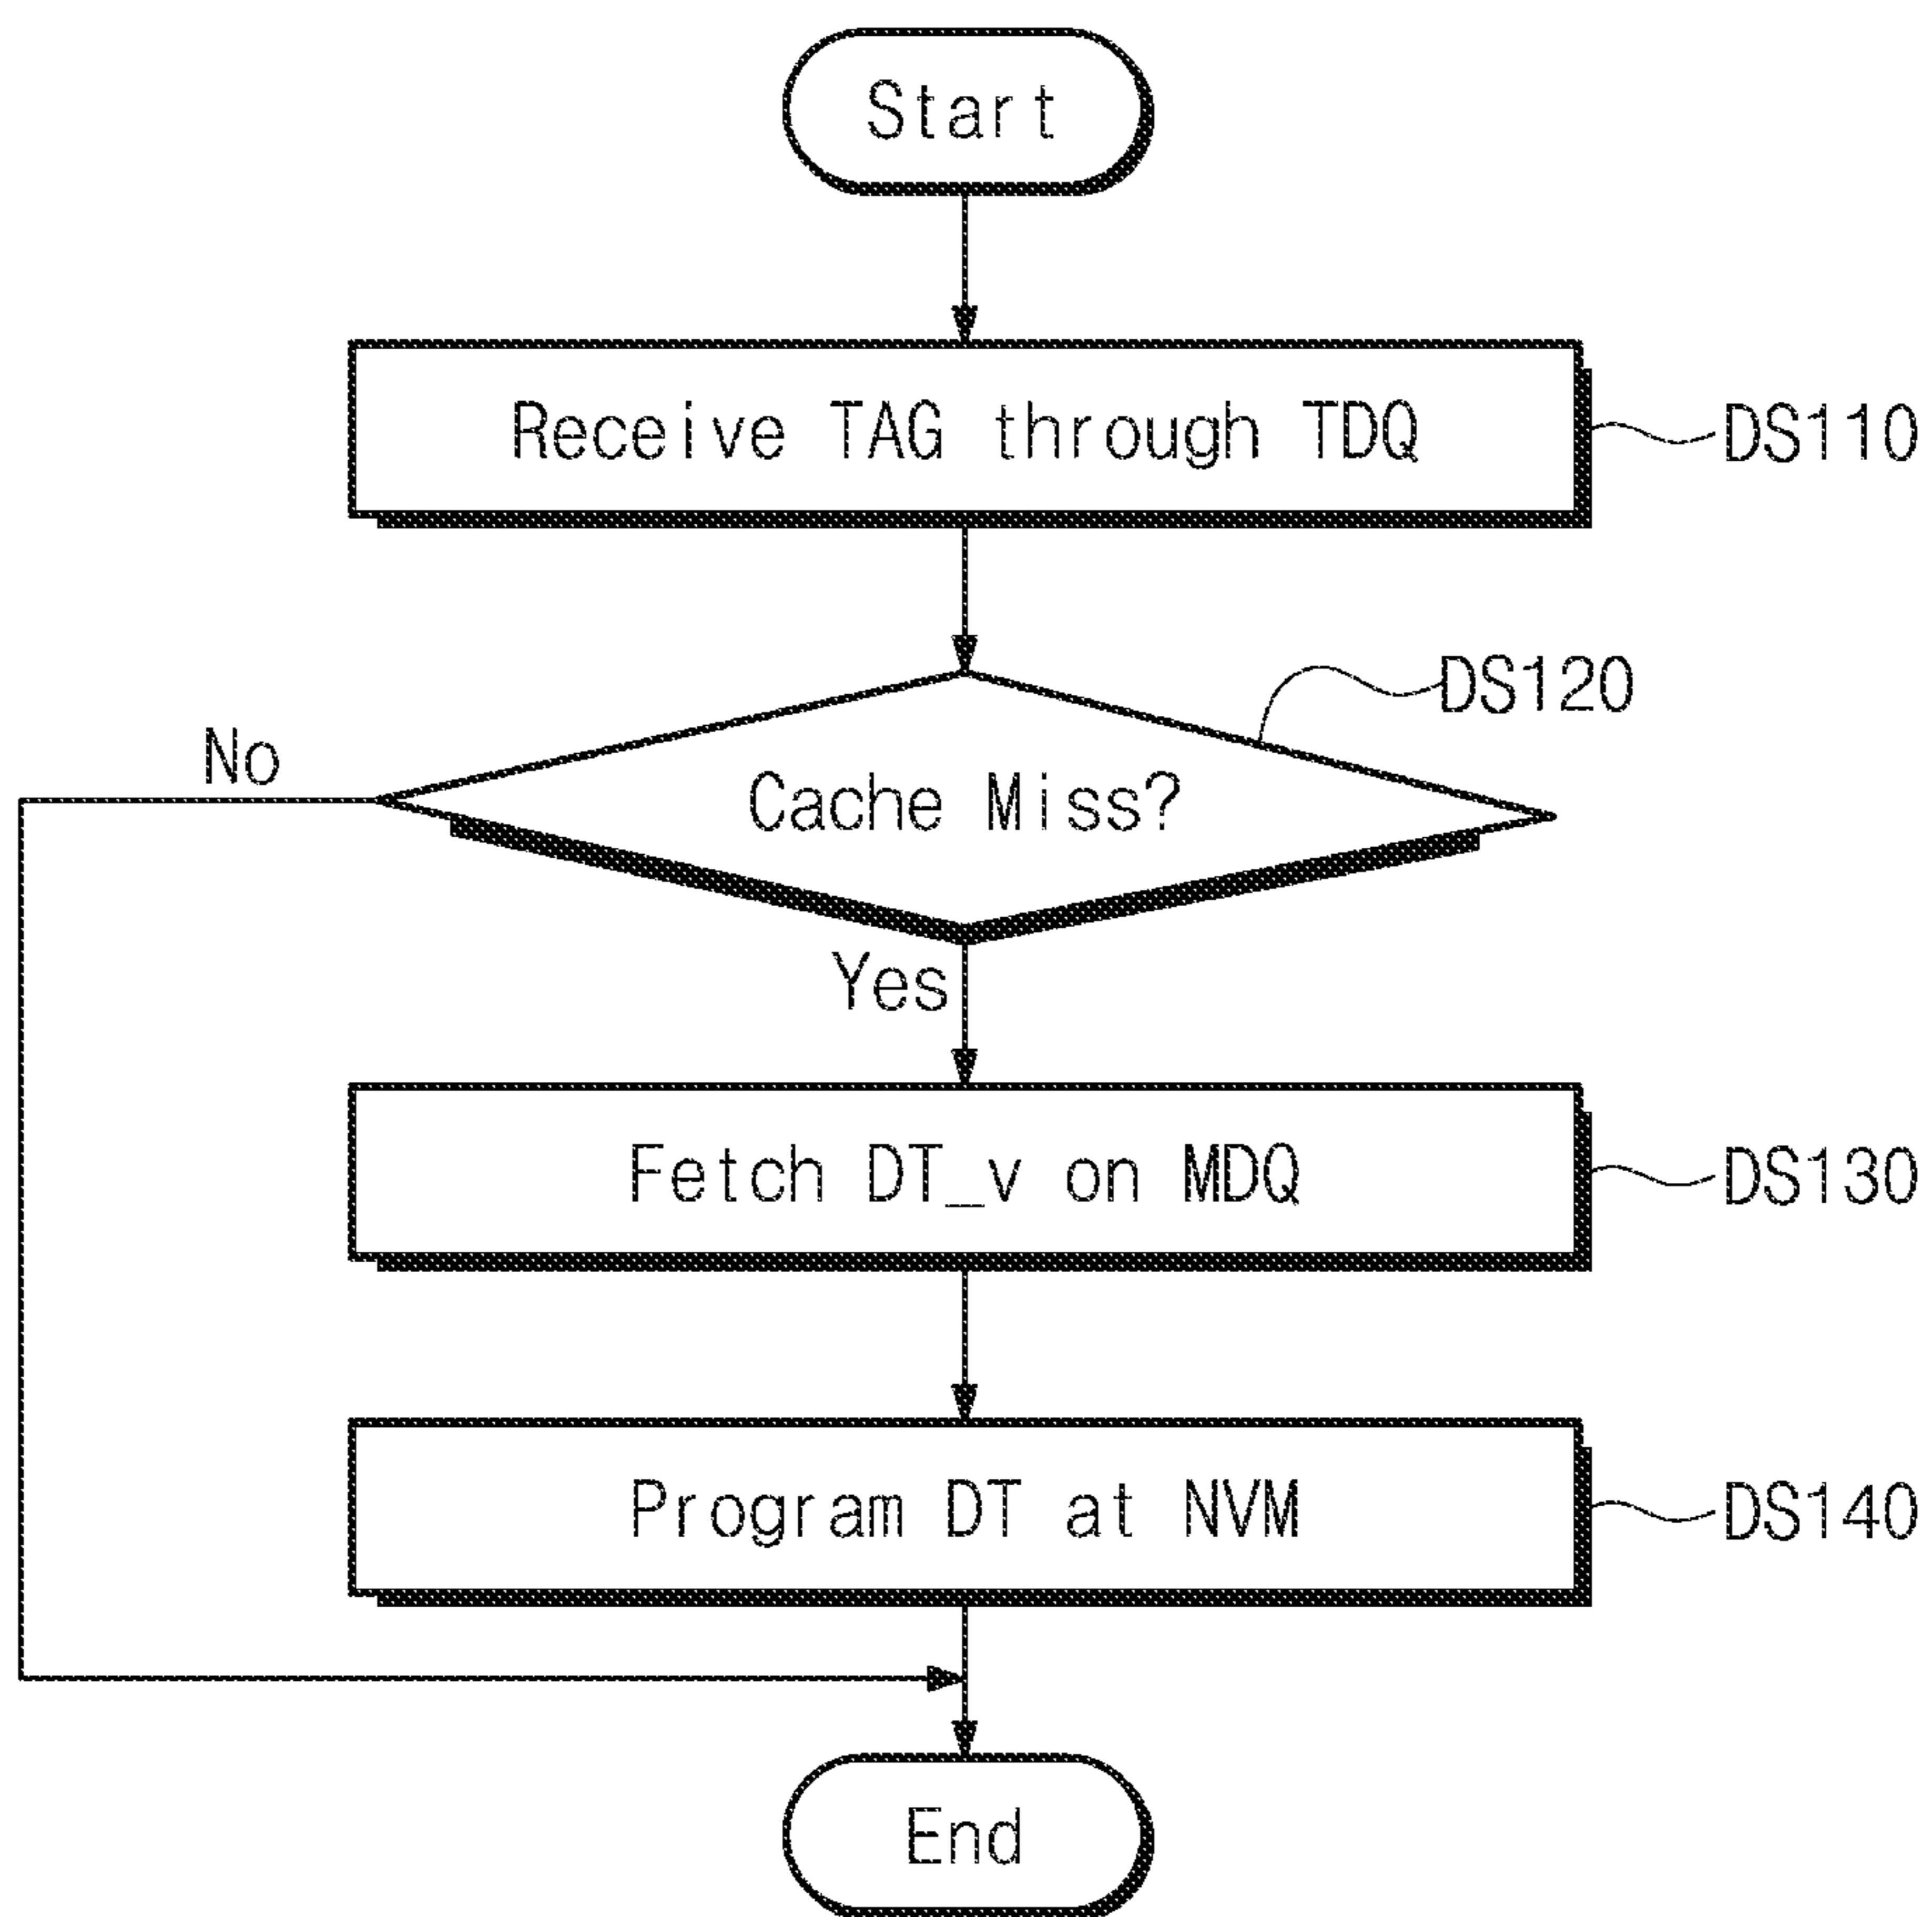 Start
Receive TAG through TDQ
DS110
DS120
No
Cache Miss?
Yes
Fetch DT_v on MDQ
DS130
Program DT at NVM
DS140
End